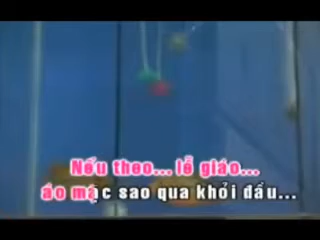 Nếu theo... lễ giáo...
áo mặc sao qua khỏi đầu...